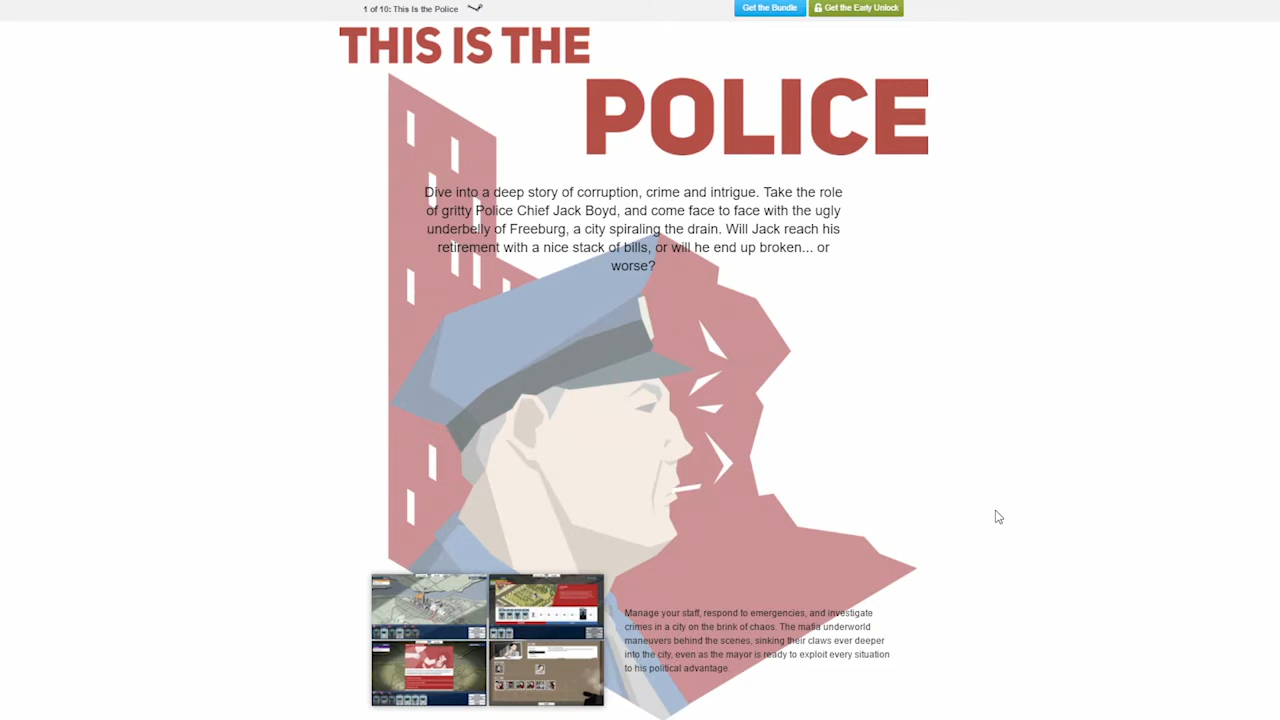 1 of 10: This Is the Police
Get the Bundle
Get the Early Unlock
THIS IS THE
POLICE
Dive into a deep story of corruption, crime and intrigue. Take the role
of gritty Police Chief Jack Boyd, and come face to face with the ugly
underbelly of Freeburg, a city spiraling the drain. Will Jack reach his
retirement with a nice stack of bills, or will he end up broken... or
worse?
Manage your staff, respond to emergencies, and investigate
crimes in a city on the brink of chaos. The mafia underworld
maneuvers behind the scenes, sinking their claws ever deeper
into the city, even as the mayor is ready to exploit every situation
to his political advantage.